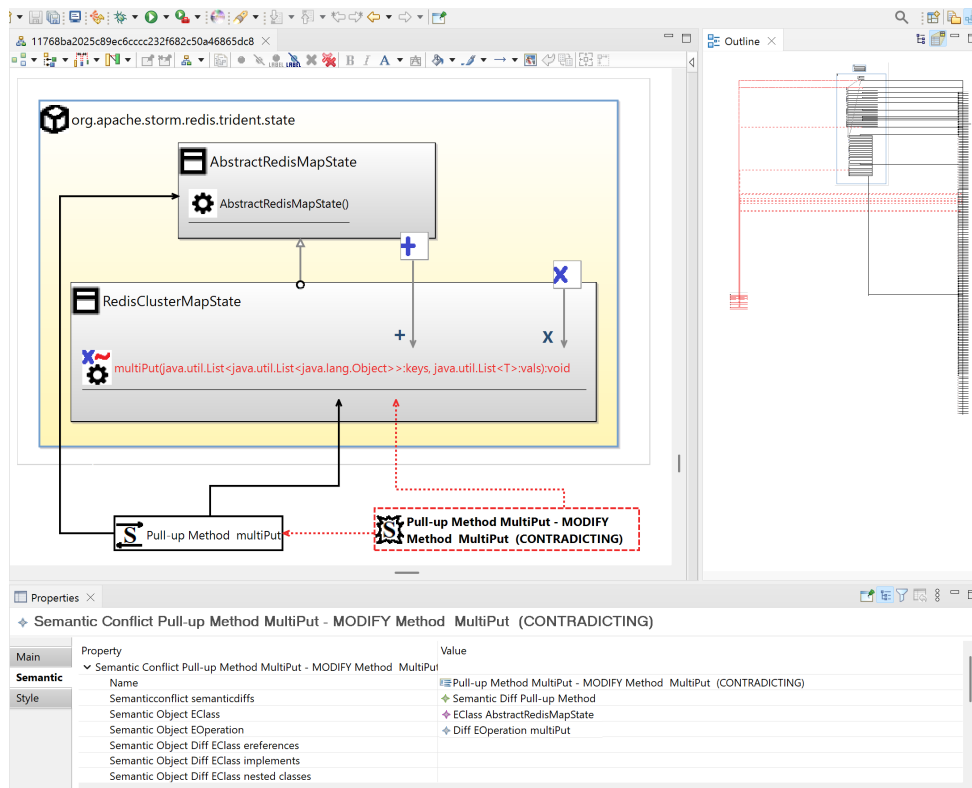 11768ba2025c89ec6cccc232f682c50a46865dc8
Outline
LABEL LABEL B I A
org.apache.storm.redis.trident.state
AbstractRedisMapState
AbstractRedisMapState()
+
X
RedisClusterMapState
+
X
multiPut(java.util.List<java.util.List<java.lang.Object>>:keys, java.util.List<T>:vals):void
S Pull-up Method multiPut
S Pull-up Method MultiPut - MODIFY
Method MultiPut (CONTRADICTING)
Properties
Semantic Conflict Pull-up Method MultiPut - MODIFY Method MultiPut (CONTRADICTING)
Main
Semantic
Style
Property Value
Semantic Conflict Pull-up Method MultiPut - MODIFY Method MultiPut
Name Pull-up Method MultiPut - MODIFY Method MultiPut (CONTRADICTING)
Semanticconflict semanticdiffs Semantic Diff Pull-up Method
Semantic Object EClass EClass AbstractRedisMapState
Semantic Object EOperation Diff EOperation multiPut
Semantic Object Diff EClass ereferences
Semantic Object Diff EClass implements
Semantic Object Diff EClass nested classes